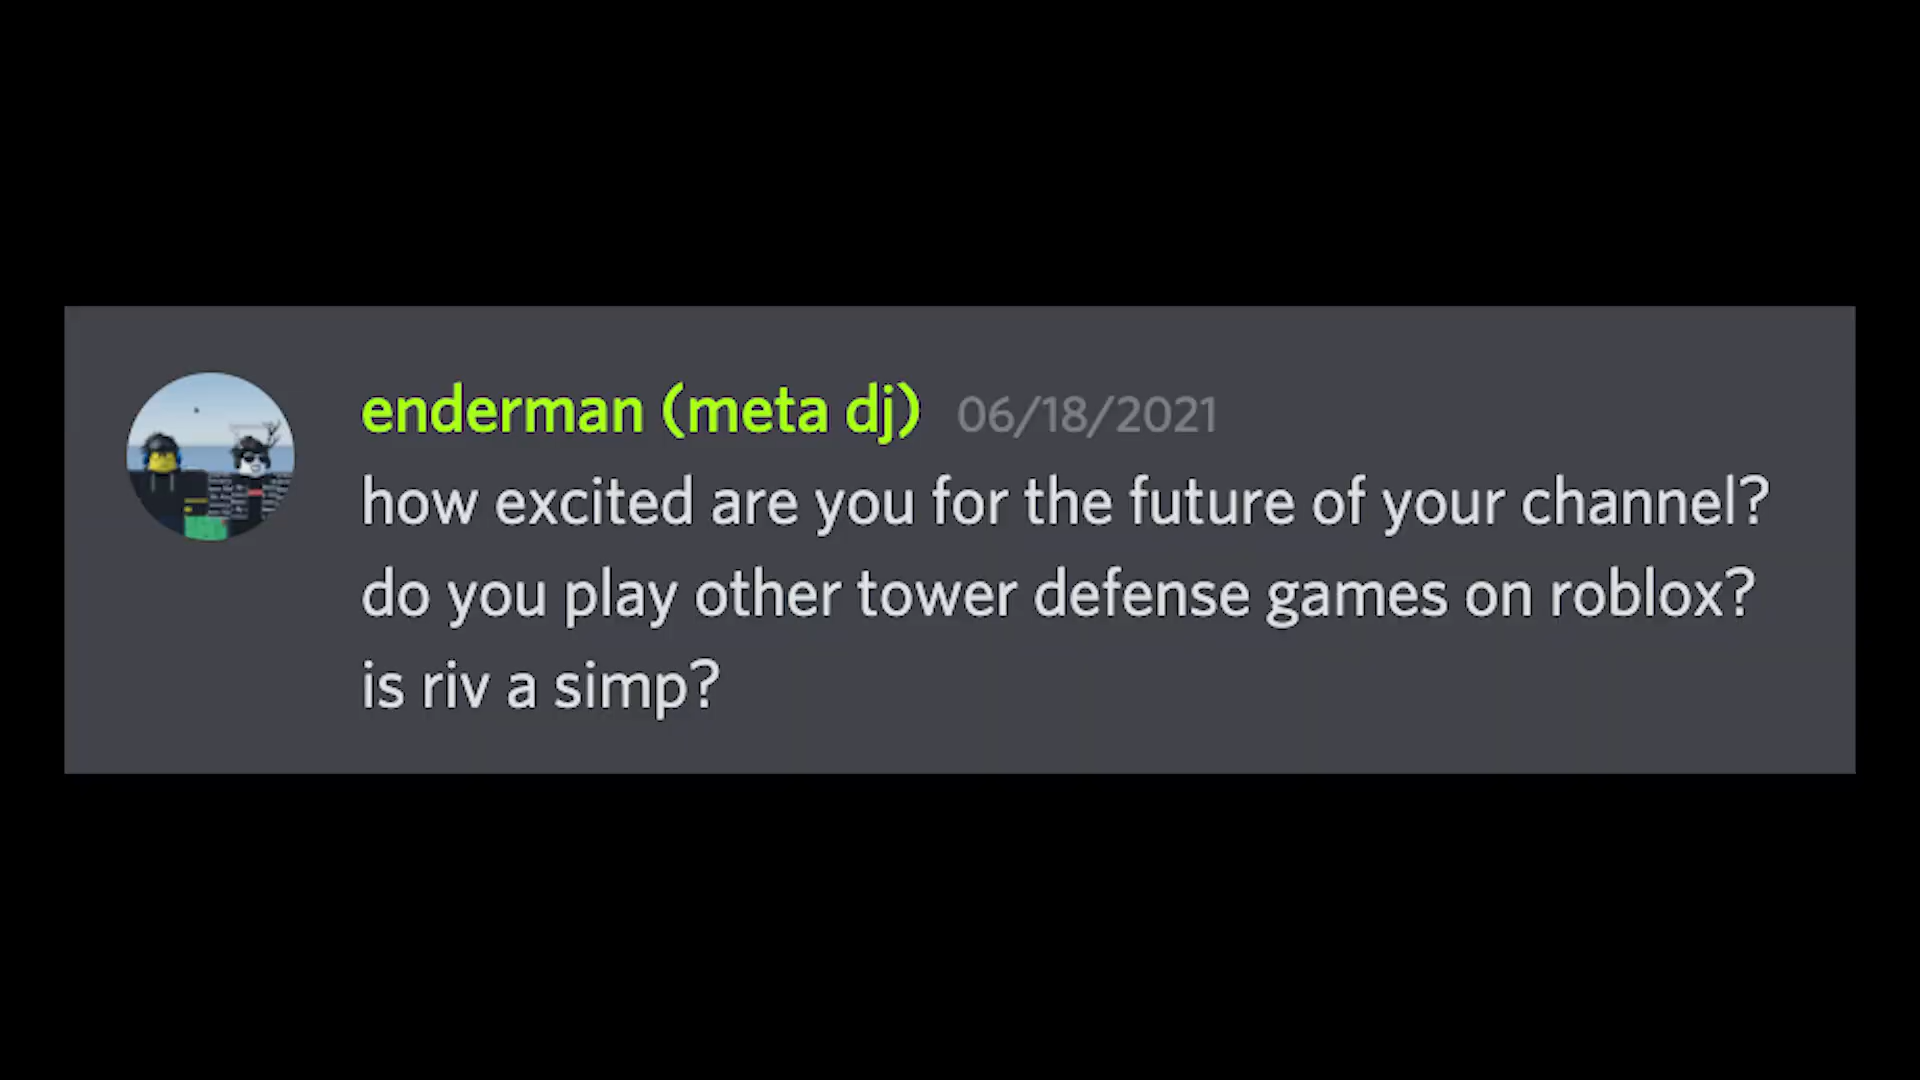 enderman (meta dj) 06/18/2021
how excited are you for the future of your channel?
do you play other tower defense games on roblox?
is riv a simp?